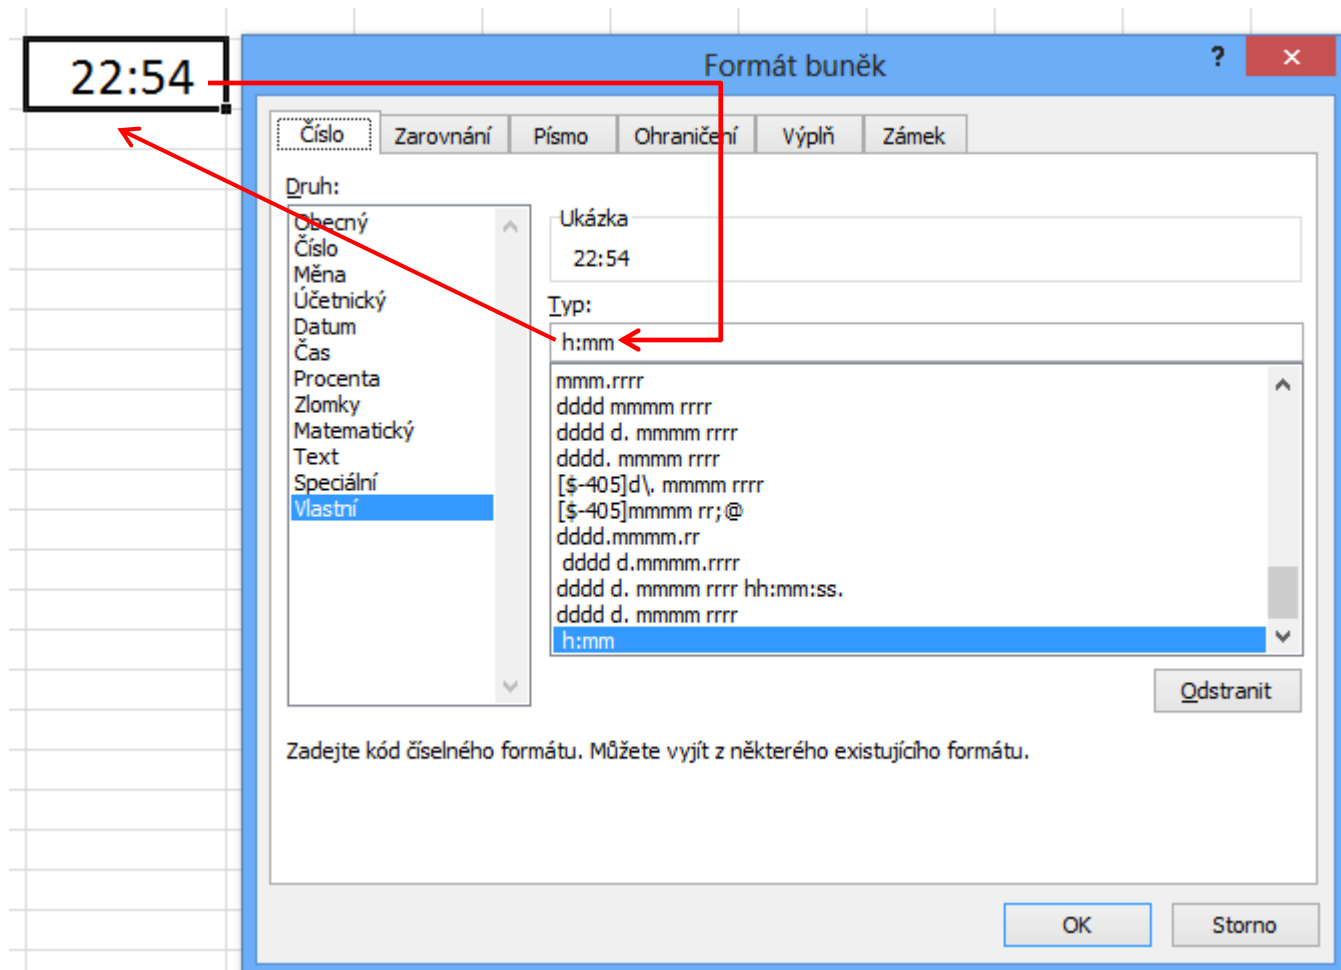 22:54
Formát buněk
?
Číslo Zarovnání Písmo Ohraničení Výplň Zámek
Druh:
Obecný
Číslo
Měna
Účetnický
Datum
Čas
Procenta
Zlomky
Matematický
Text
Speciální
Vlastní
Ukázka
22:54
Typ:
h:mm
mmm.rrrr
dddd mmmm rrrr
dddd d. mmmm rrrr
dddd. mmmm rrrr
[$-405]d\. mmmm rrrr
[$-405]mmmm rr;@
dddd.mmmm.rr
dddd d.mmmm.rrrr
dddd d. mmmm rrrr hh:mm:ss.
dddd d. mmmm rrrr
h:mm
Odstranit
Zadejte kód číselného formátu. Můžete vyjít z některého existujícího formátu.
OK Storno